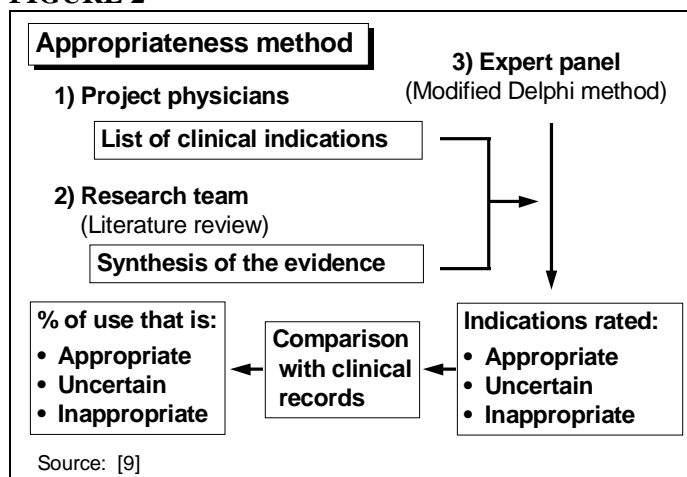 FIGURE 2
Appropriateness method
3) Expert panel
(Modified Delphi method)
1) Project physicians
List of clinical indications
2) Research team
(Literature review)
Synthesis of the evidence
% of use that is:
• Appropriate
• Uncertain
• Inappropriate
Comparison
with clinical
records
Indications rated:
• Appropriate
• Uncertain
• Inappropriate
Source: [9]